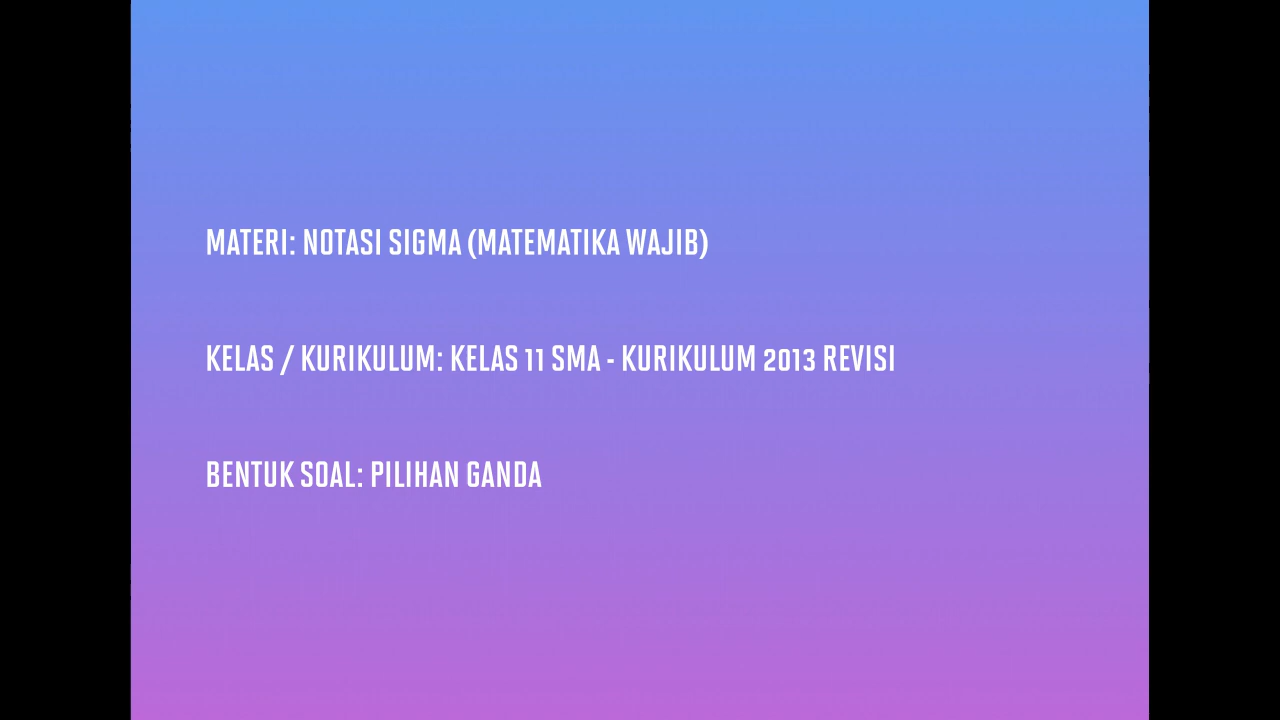 MATERI: NOTASI SIGMA (MATEMATIKA WAJIB)
KELAS / KURIKULUM: KELAS 11 SMA - KURIKULUM 2013 REVISI
BENTUK SOAL: PILIHAN GANDA